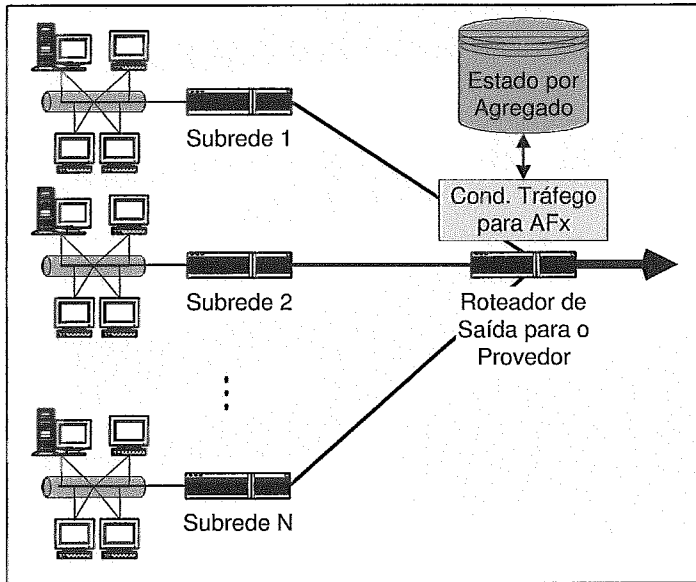 Estado por
Agregado
Subrede 1
Cond. Tráfego
para AFx
Subrede 2
Roteador de
Saída para o
Provedor
Subrede N